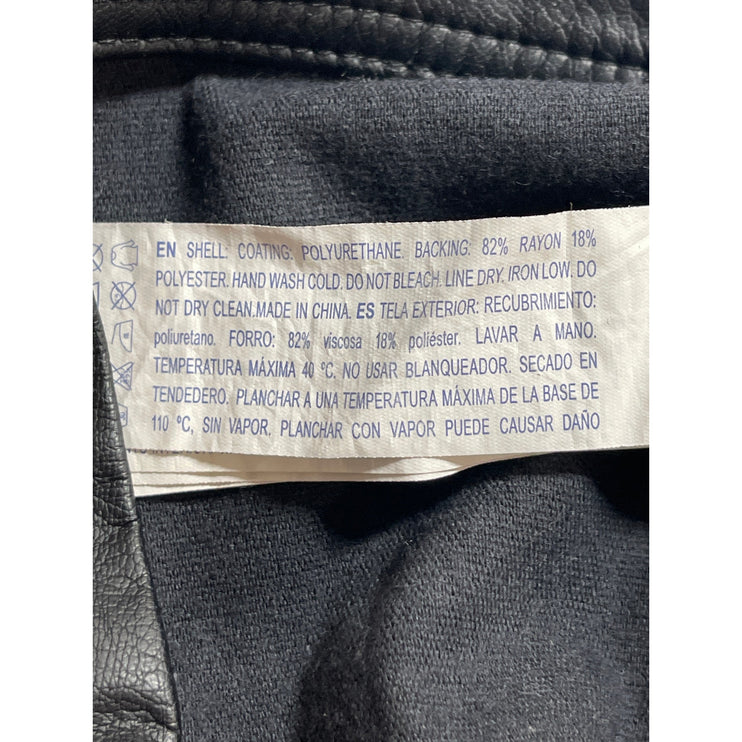 EN SHELL: COATING: POLYURETHANE. BACKING: 82% RAYON 18%
POLYESTER. HAND WASH COLD. DO NOT BLEACH. LINE DRY. IRON LOW. DO
NOT DRY CLEAN.MADE IN CHINA. ES TELA EXTERIOR: RECUBRIMIENTO:
poliuretano. FORRO: 82% viscosa 18% poliéster. LAVAR A MANO.
TEMPERATURA MÁXIMA 40 ºC. NO USAR BLANQUEADOR. SECADO EN
TENDEDERO. PLANCHAR A UNA TEMPERATURA MÁXIMA DE LA BASE DE
110 ºC, SIN VAPOR. PLANCHAR CON VAPOR PUEDE CAUSAR DAÑO